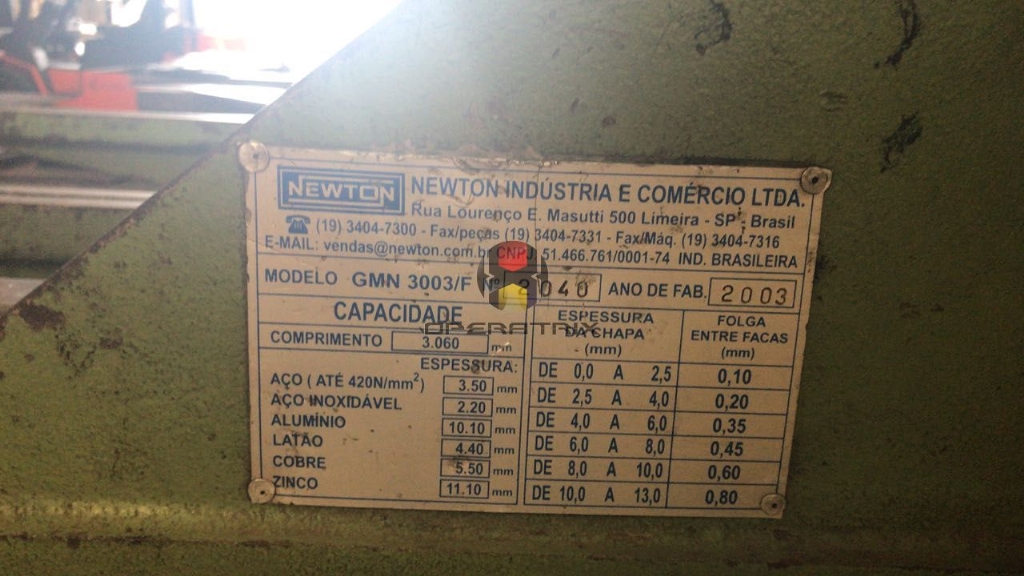 NEWTON NEWTON INDÚSTRIA E COMÉRCIO LTDA.
Rua Lourenço E. Masutti 500 Limeira - SP - Brasil
(19) 3404-7300 - Fax/peças (19) 3404-7331 - Fax/Máq. (19) 3404-7316
E-MAIL: vendas@newton.com.br CNPJ 51.466.761/0001-74 IND. BRASILEIRA
MODELO GMN 3003/F Nº 2040 ANO DE FAB. 2003
OPERATRIX
CAPACIDADE
COMPRIMENTO 3.060 mm
ESPESSURA:
AÇO ( ATÉ 420N/mm²) 3.50 mm
AÇO INOXIDÁVEL 2.20 mm
ALUMÍNIO 10.10 mm
LATÃO 4.40 mm
COBRE 5.50 mm
ZINCO 11.10 mm
ESPESSURA DA CHAPA (mm) FOLGA ENTRE FACAS (mm)
DE 0,0 A 2,5 0,10
DE 2,5 A 4,0 0,20
DE 4,0 A 6,0 0,35
DE 6,0 A 8,0 0,45
DE 8,0 A 10,0 0,60
DE 10,0 A 13,0 0,80